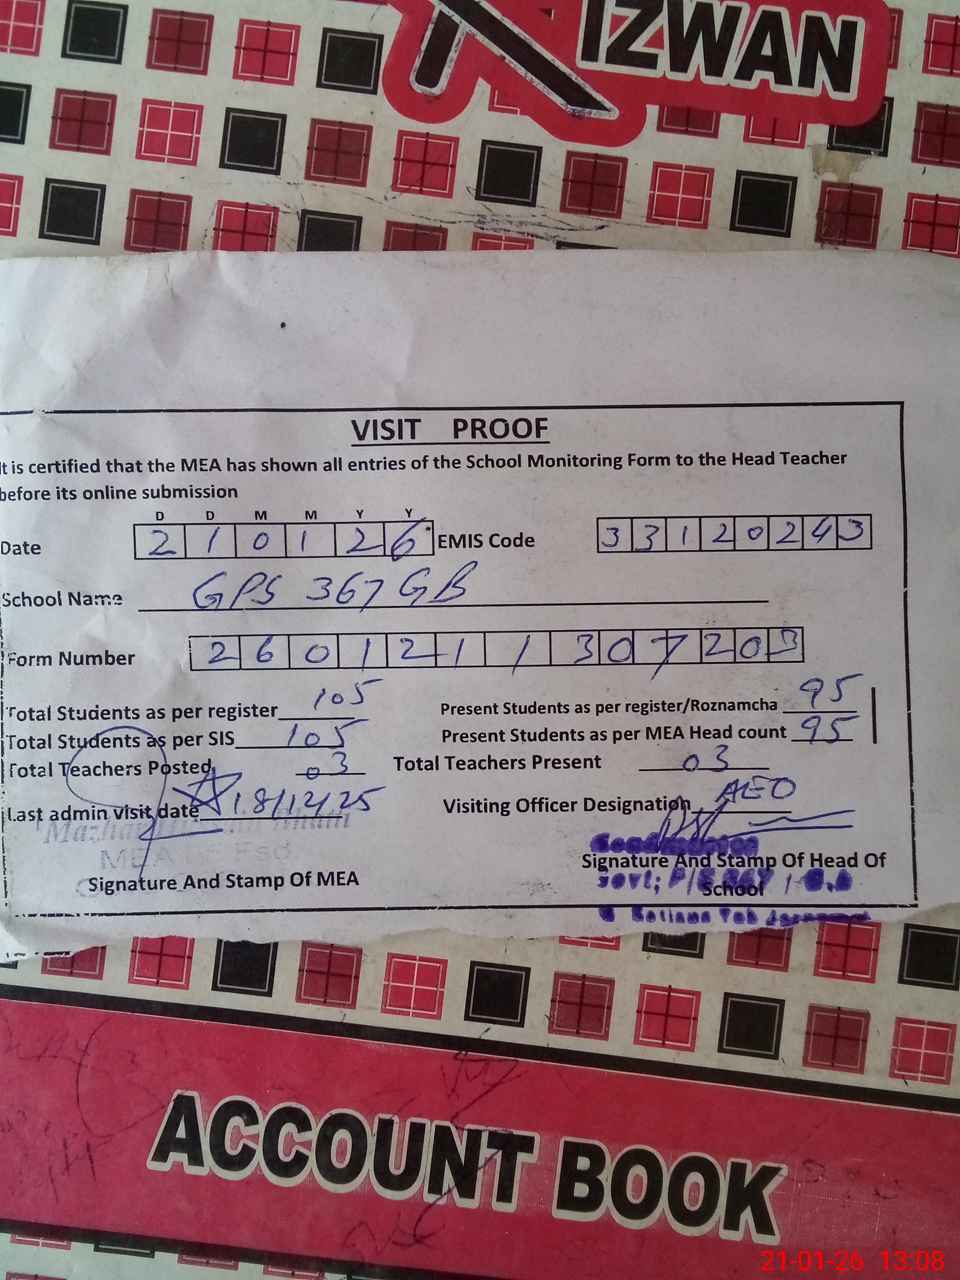 RIZWAN
VISIT PROOF
It is certified that the MEA has shown all entries of the School Monitoring Form to the Head Teacher
before its online submission
D D M M Y Y
Date 2 1 0 1 2 6 EMIS Code 3 3 1 2 0 2 4 3
School Name GPS 367 GB
Form Number 2 6 0 1 2 1 1 1 3 0 7 2 0 3
Total Students as per register 105 Present Students as per register/Roznamcha 95
Total Students as per SIS 105 Present Students as per MEA Head count 95
Total Teachers Posted 03 Total Teachers Present 03
Last admin visit date 18/12/25 Visiting Officer Designation AEO
MEA
Signature And Stamp Of MEA
Signature And Stamp Of Head Of
School
ACCOUNT BOOK
21-01-26 13:08